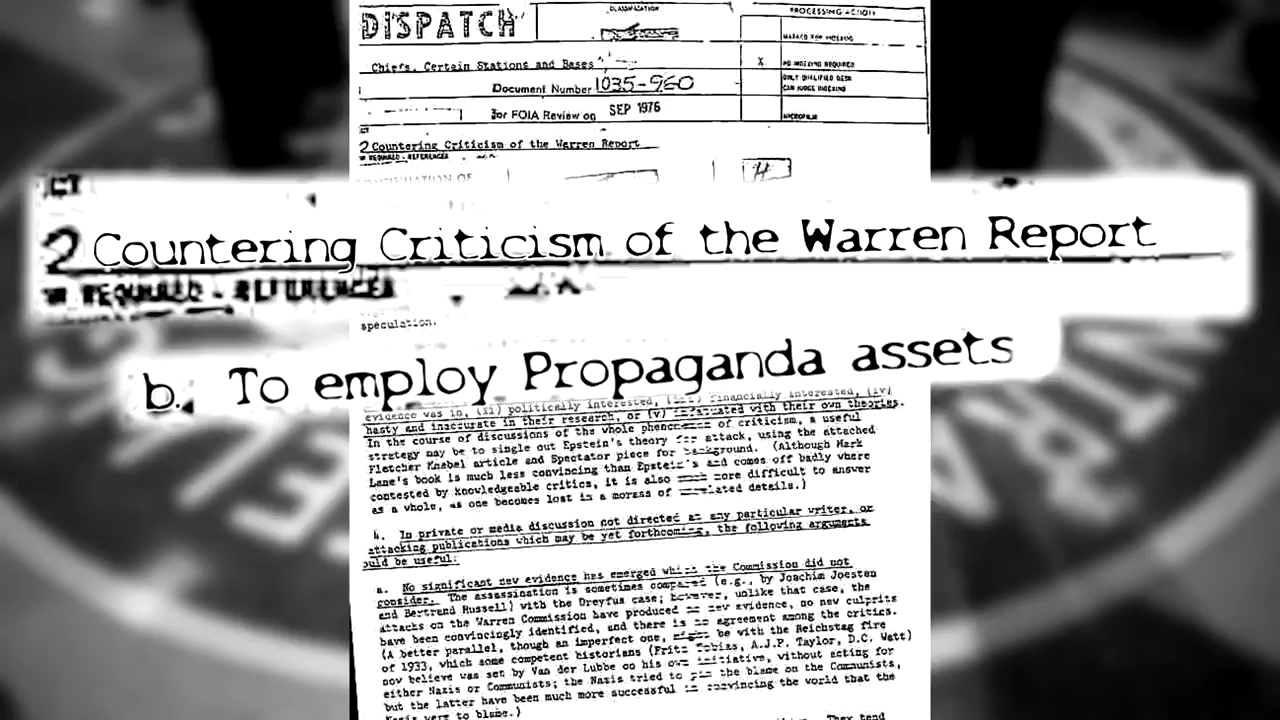 DISPATCH
CLASSIFICATION
PROCESSING ACTION
MARKED FOR INDEXING
Chiefs, Certain Stations and Bases
X
NO INDEXING REQUIRED
ONLY QUALIFIED DESK
CAN JUDGE INDEXING
Document Number 1035-960
for FOIA Review on SEP 1976
MICROFILM
2 Countering Criticism of the Warren Report
REQUIRED - REFERENCES
#
CT
2 Countering Criticism of the Warren Report
REQUIRED - REFERENCES
speculation.
b. To employ Propaganda assets
evidence was in, (ii) politically interested, (iii) financially interested, (iv)
hasty and inaccurate in their research, or (v) infatuated with their own theories.
In the course of discussions of the whole phenomenon of criticism, a useful
strategy may be to single out Epstein's theory for attack, using the attached
Fletcher Knebel article and Spectator piece for background. (Although Mark
Lane's book is much less convincing than Epstein's and comes off badly where
contested by knowledgeable critics, it is also much more difficult to answer
as a whole, as one becomes lost in a morass of unrelated details.)
4. In private or media discussion not directed at any particular writer, or
attacking publications which may be yet forthcoming, the following arguments
ould be useful:
a. No significant new evidence has emerged which the Commission did not
consider. The assassination is sometimes compared (e.g., by Joachim Joesten
and Bertrand Russell) with the Dreyfus case; however, unlike that case, the
attacks on the Warren Commission have produced no new evidence, no new culprits
have been convincingly identified, and there is no agreement among the critics.
(A better parallel, though an imperfect one, might be with the Reichstag fire
of 1933, which some competent historians (Fritz Tobias, A.J.P. Taylor, D.C. Watt)
now believe was set by Van der Lubbe on his own initiative, without acting for
either Nazis or Communists; the Nazis tried to pin the blame on the Communists,
but the latter have been much more successful in convincing the world that the
Nazis were to blame.)
They tend